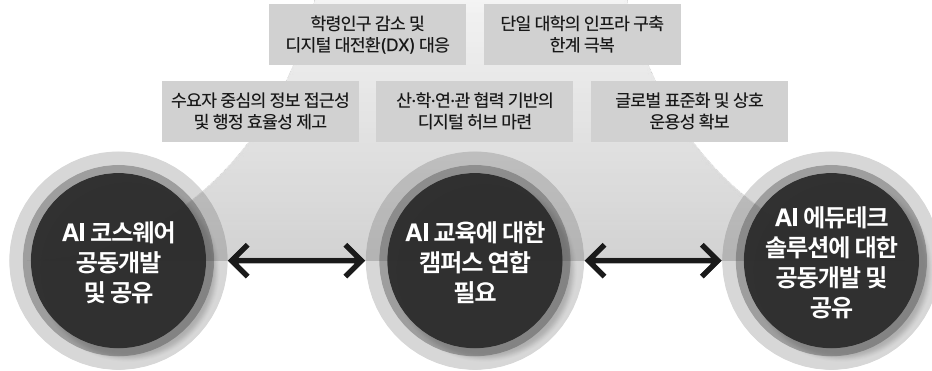 학령인구 감소 및
디지털 대전환(DX) 대응
단일 대학의 인프라 구축
한계 극복
수요자 중심의 정보 접근성
및 행정 효율성 제고
산·학·연·관 협력 기반의
디지털 허브 마련
글로벌 표준화 및 상호
운용성 확보
AI 코스웨어
공동개발
및 공유
AI 교육에 대한
캠퍼스 연합
필요
AI 에듀테크
솔루션에 대한
공동개발 및
공유